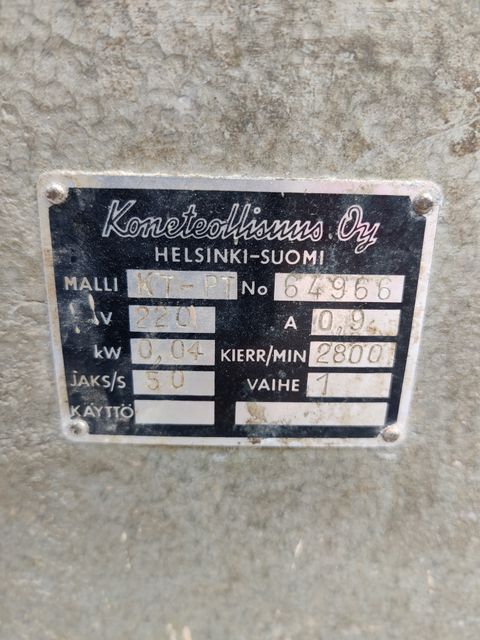 Koneteollisuus Oy
HELSINKI-SUOMI
MALLI KT-PT No 64966
V 220 A 0,9
kW 0,04 KIERR/MIN 2800
JAKS/S 50 VAIHE 1
KÄYTTÖ